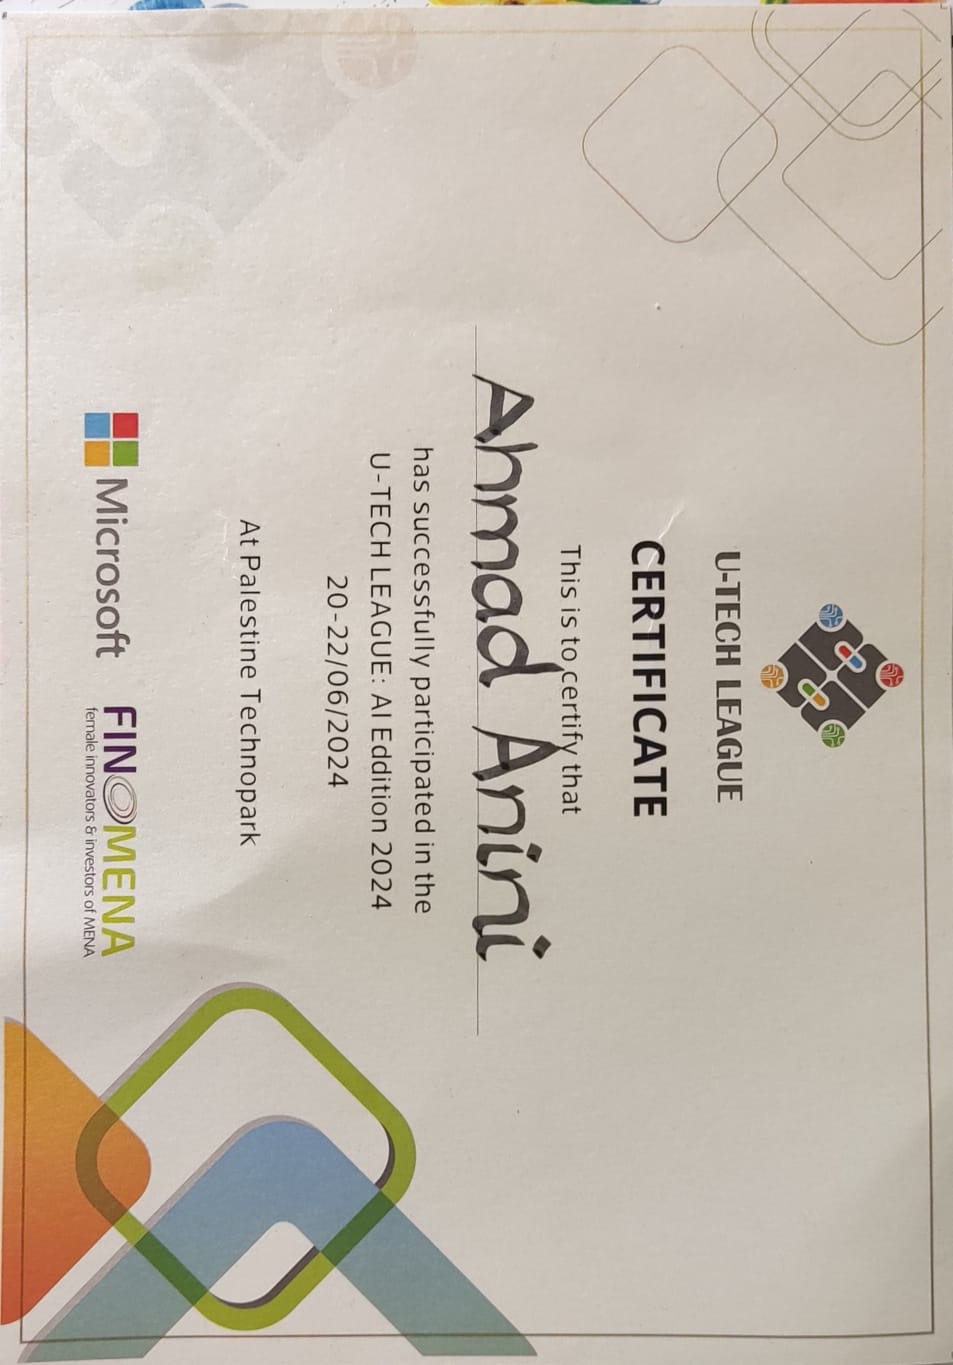 U-TECH LEAGUE
CERTIFICATE
This is to certify that
Ahmad Anini
has successfully participated in the
U-TECH LEAGUE: AI Eddition 2024
20-22/06/2024
At Palestine Technopark
Microsoft
FINOMENA
female innovators & investors of MENA